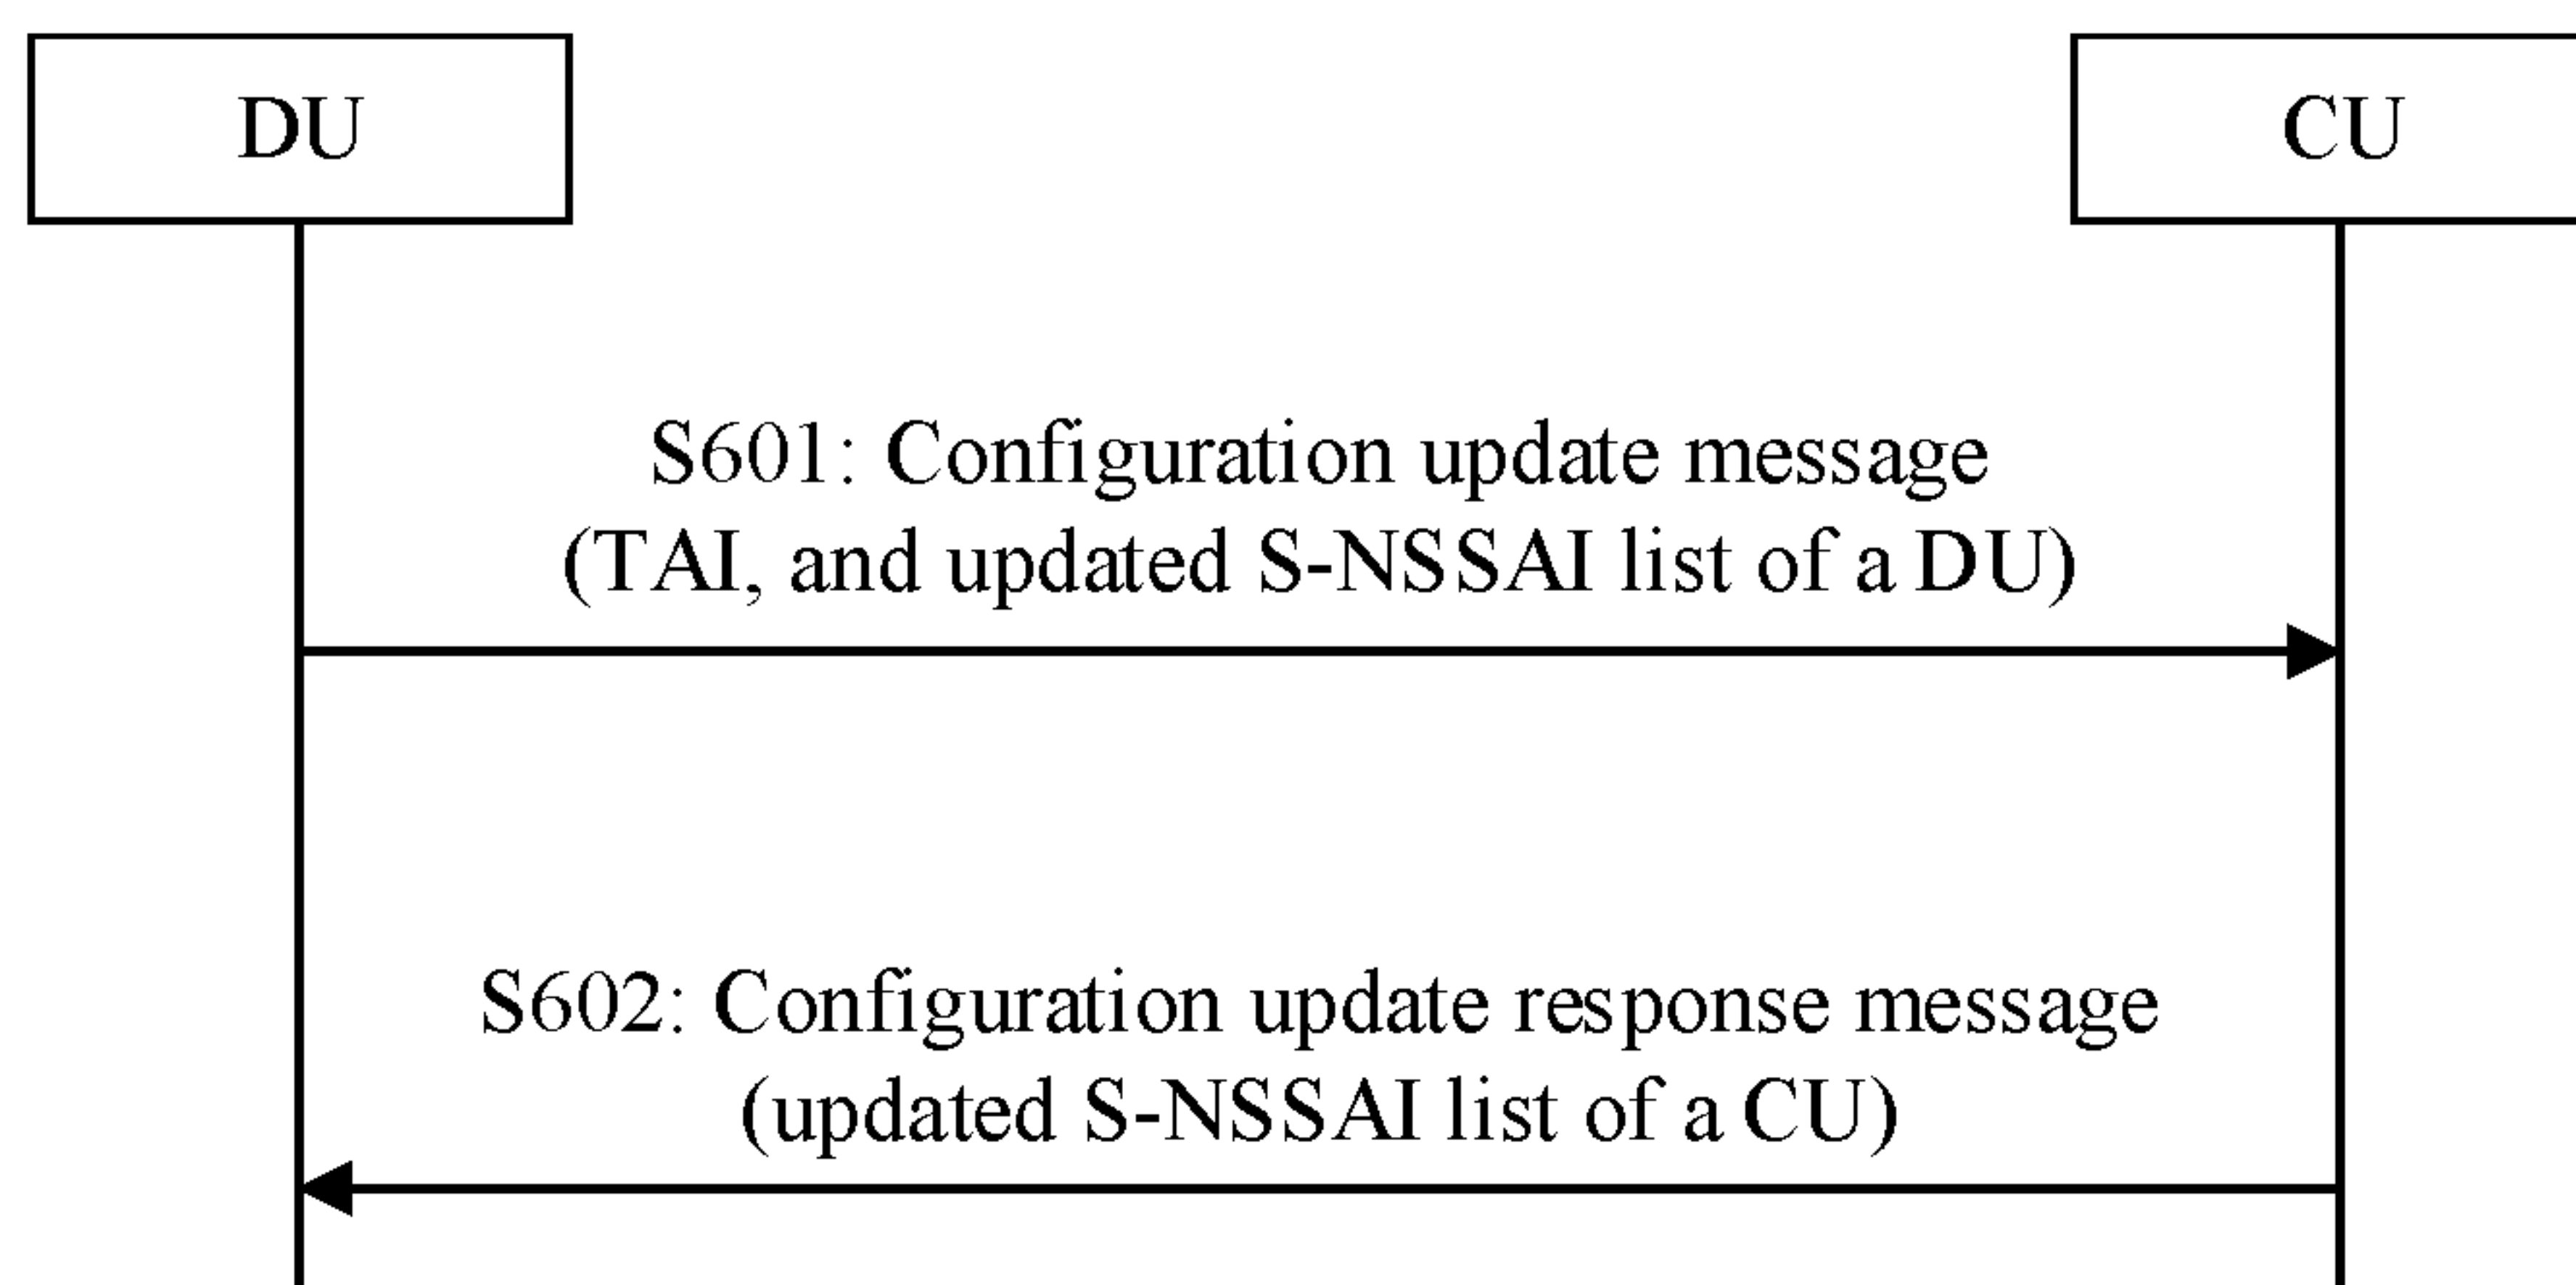 DU
CU
S601: Configuration update message
(TAI, and updated S-NSSAI list of a DU)
S602: Configuration update response message
(updated S-NSSAI list of a CU)